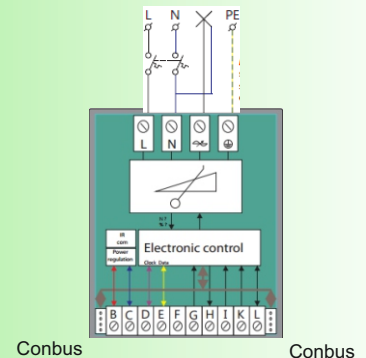 L N PE
L N
IR
com
Power
regulation
Electronic control
Clock Data
B C D E F G H I K L
Conbus Conbus